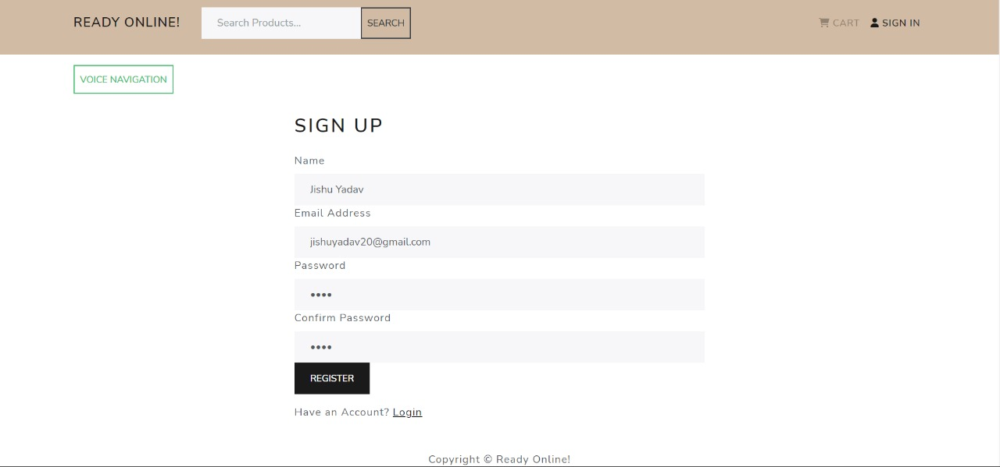 READY ONLINE!
Search Products...
SEARCH
CART
SIGN IN
VOICE NAVIGATION
SIGN UP
Name
Jishu Yadav
Email Address
jishuyadav20@gmail.com
Password
••••
Confirm Password
••••
REGISTER
Have an Account? Login
Copyright © Ready Online!